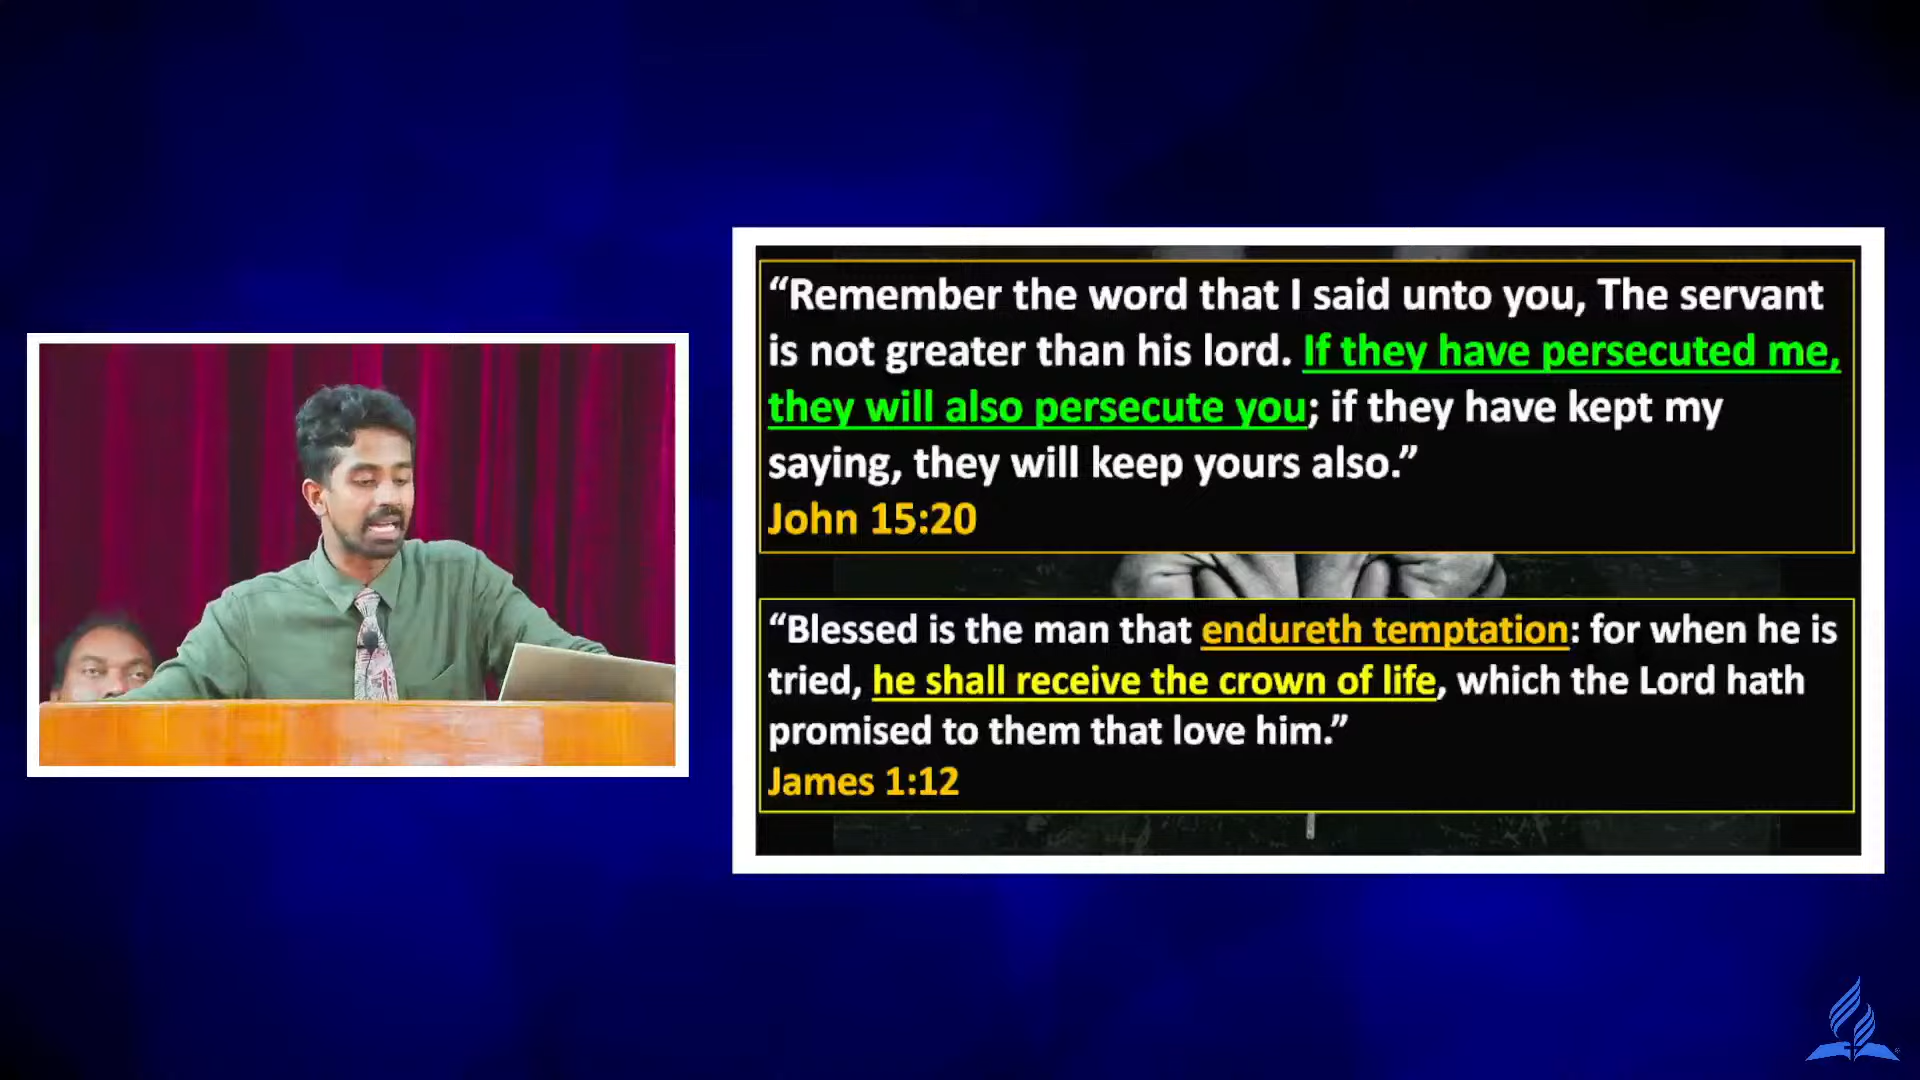 “Remember the word that I said unto you, The servant
is not greater than his lord. If they have persecuted me,
they will also persecute you; if they have kept my
saying, they will keep yours also.”
John 15:20
“Blessed is the man that endureth temptation: for when he is
tried, he shall receive the crown of life, which the Lord hath
promised to them that love him.”
James 1:12